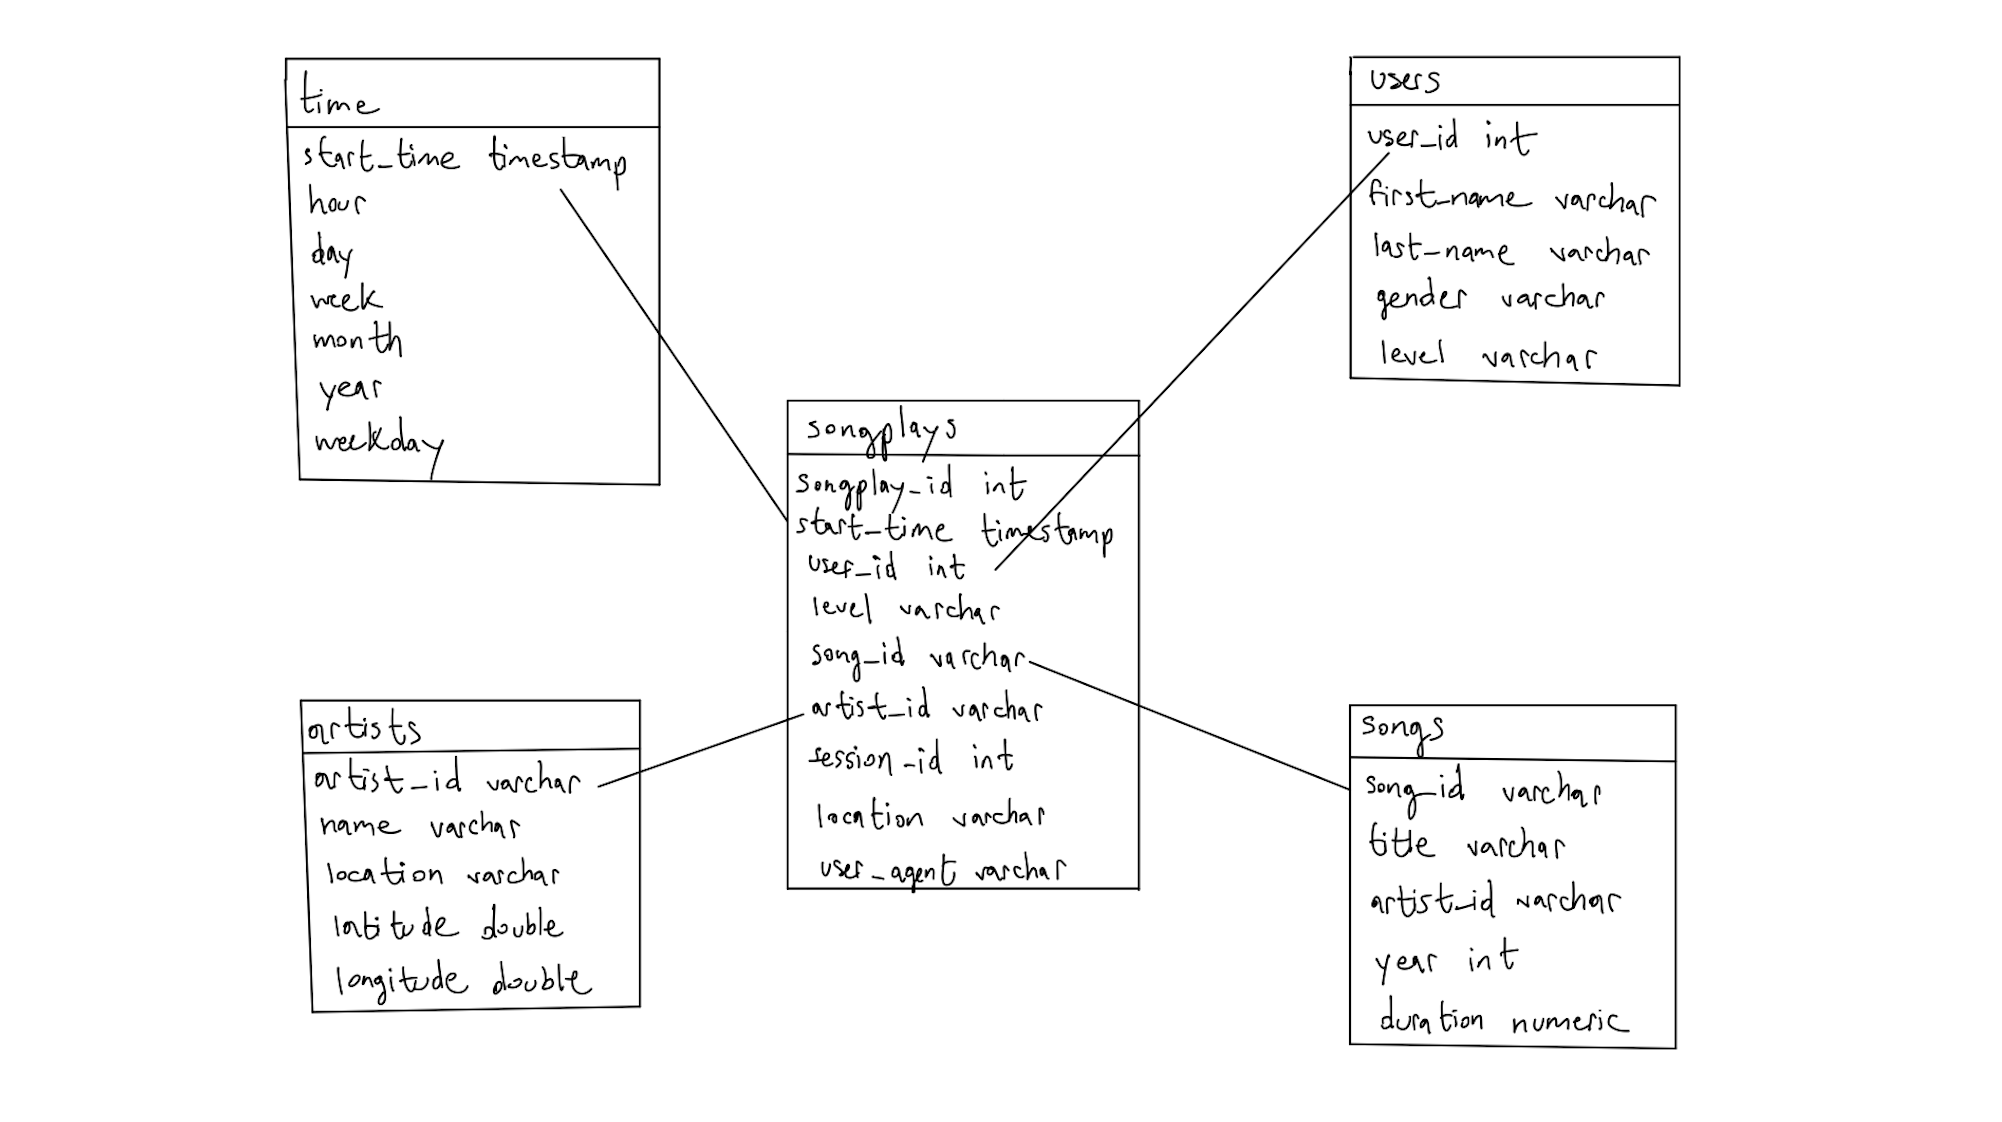 time
start_time timestamp
hour
day
week
month
year
weekday
users
user_id int
first_name varchar
last_name varchar
gender varchar
level varchar
songplays
songplay_id int
start_time timestamp
user_id int
level varchar
song_id varchar
artist_id varchar
session_id int
location varchar
user_agent varchar
artists
artist_id varchar
name varchar
location varchar
latitude double
longitude double
songs
song_id varchar
title varchar
artist_id varchar
year int
duration numeric